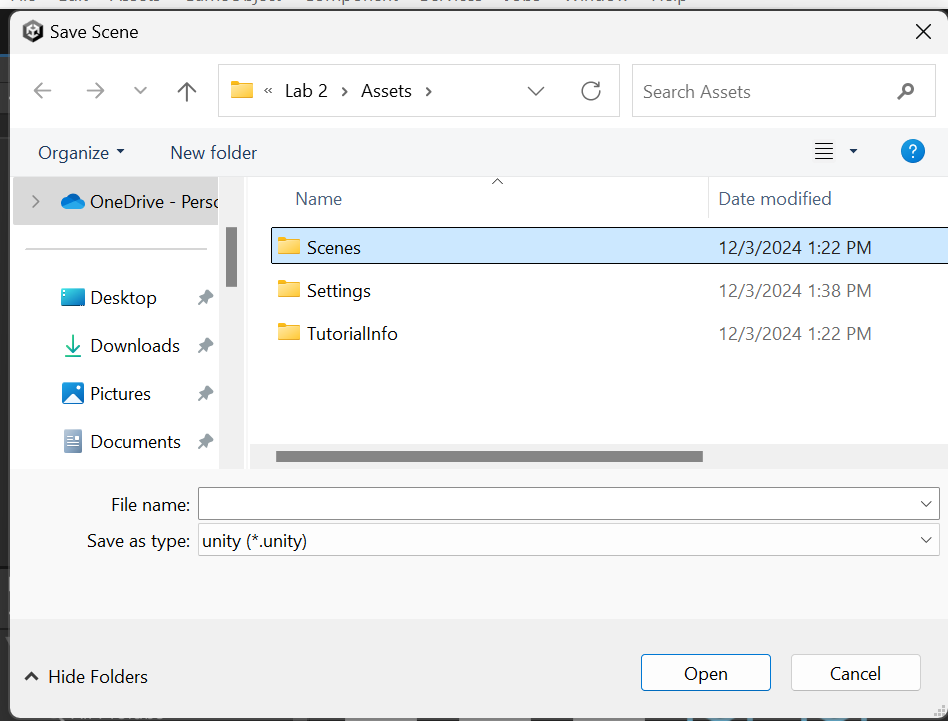 Save Scene
« Lab 2 > Assets >
Search Assets
Organize
New folder
?
Name
Date modified
OneDrive - Perso
Scenes
12/3/2024 1:22 PM
Settings
12/3/2024 1:38 PM
TutorialInfo
12/3/2024 1:22 PM
Desktop
Downloads
Pictures
Documents
File name:
Save as type:
unity (*.unity)
Hide Folders
Open
Cancel